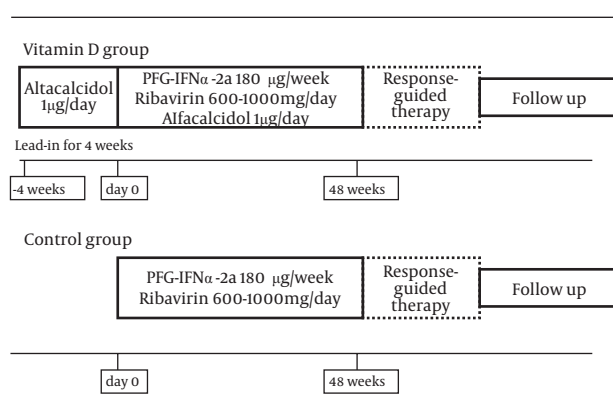 Vitamin D group
Altacalcidol
1μg/day
PFG-IFNα -2a 180 μg/week
Ribavirin 600-1000mg/day
Alfacalcidol 1μg/day
Response-
guided
therapy
Follow up
Lead-in for 4 weeks
-4 weeks
day 0
48 weeks
Control group
PFG-IFNα -2a 180 μg/week
Ribavirin 600-1000mg/day
Response-
guided
therapy
Follow up
day 0
48 weeks